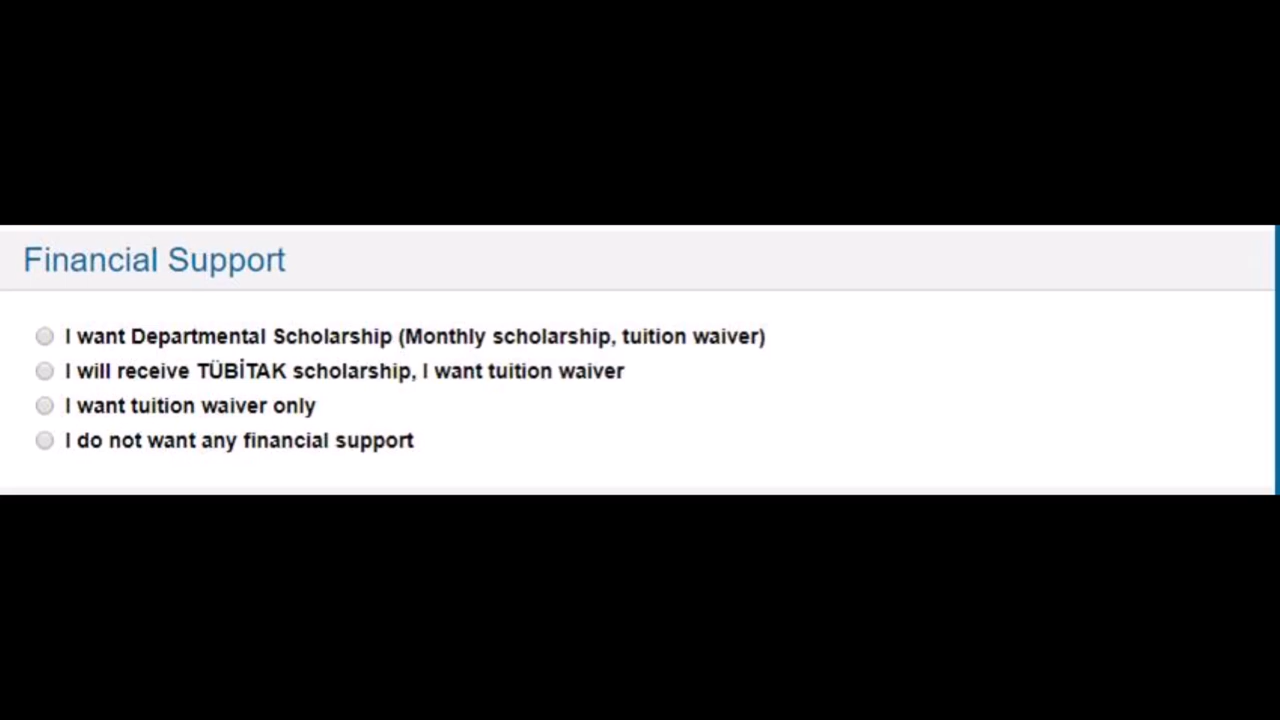 Financial Support
I want Departmental Scholarship (Monthly scholarship, tuition waiver)
I will receive TÜBİTAK scholarship, I want tuition waiver
I want tuition waiver only
I do not want any financial support